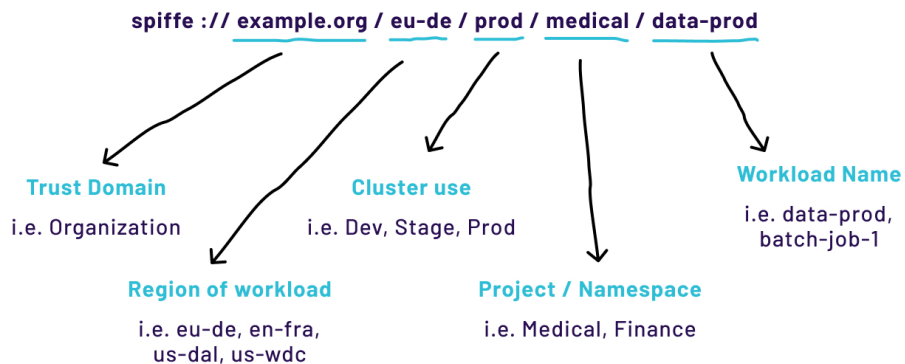 spiffe :// example.org / eu-de / prod / medical / data-prod
Trust Domain
i.e. Organization
Cluster use
i.e. Dev, Stage, Prod
Workload Name
i.e. data-prod,
batch-job-1
Region of workload
i.e. eu-de, en-fra,
us-dal, us-wdc
Project / Namespace
i.e. Medical, Finance